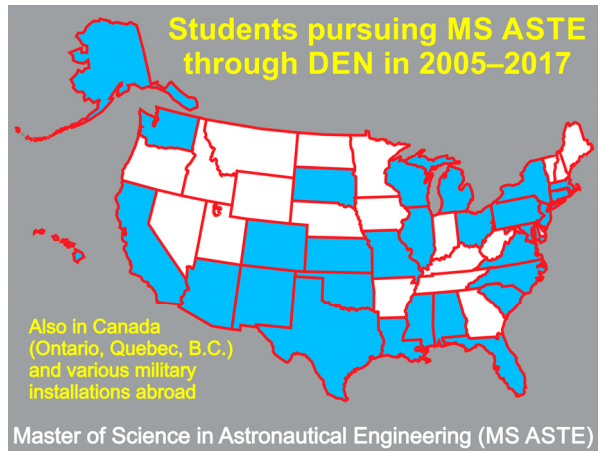 Students pursuing MS ASTE
through DEN in 2005–2017
Also in Canada
(Ontario, Quebec, B.C.)
and various military
installations abroad
Master of Science in Astronautical Engineering (MS ASTE)